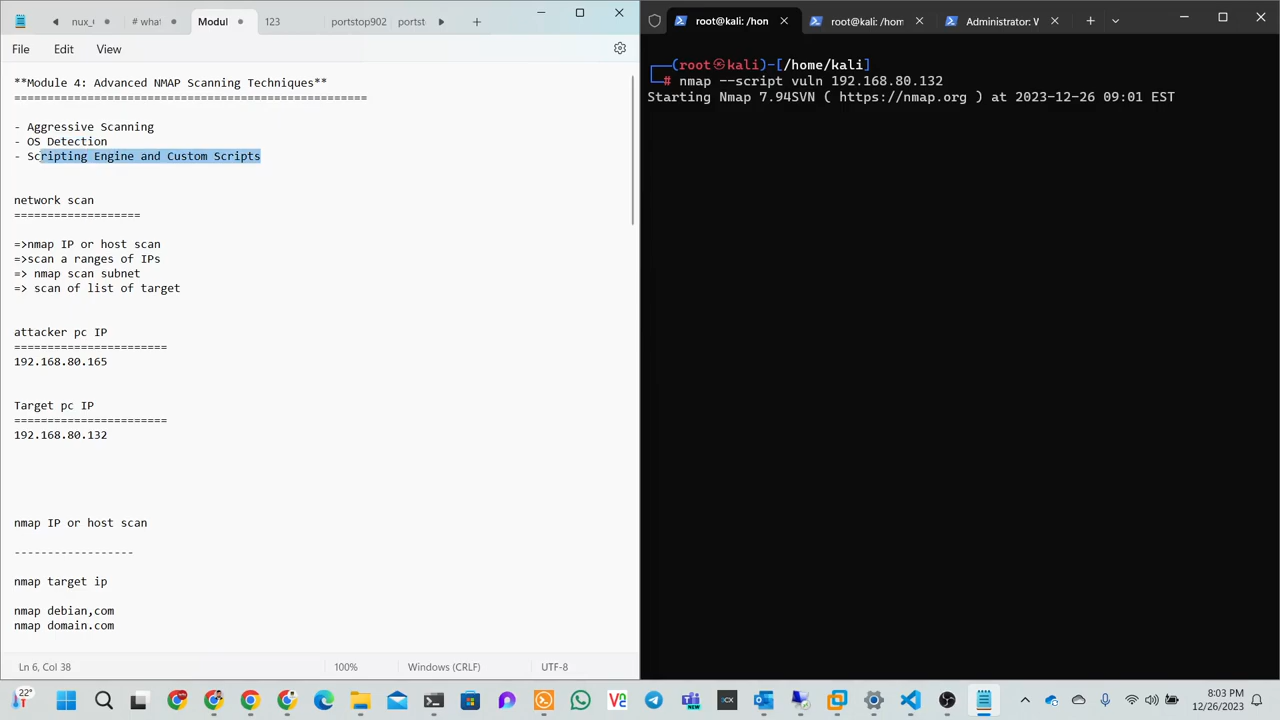 nux_
# what
Modul
123
portstop902
portst
File
Edit
View
**Module 4: Advanced NMAP Scanning Techniques**
=====================================================
- Aggressive Scanning
- OS Detection
- Scripting Engine and Custom Scripts
network scan
===================
=>nmap IP or host scan
=>scan a ranges of IPs
=> nmap scan subnet
=> scan of list of target
attacker pc IP
=======================
192.168.80.165
Target pc IP
=======================
192.168.80.132
nmap IP or host scan
------------------
nmap target ip
nmap debian,com
nmap domain.com
Ln 6, Col 38
100%
Windows (CRLF)
UTF-8
root@kali: /hon
root@kali: /hom
Administrator: W
(root㉿kali)-[/home/kali]
# nmap --script vuln 192.168.80.132
Starting Nmap 7.94SVN ( https://nmap.org ) at 2023-12-26 09:01 EST
22°
8:03 PM
12/26/2023